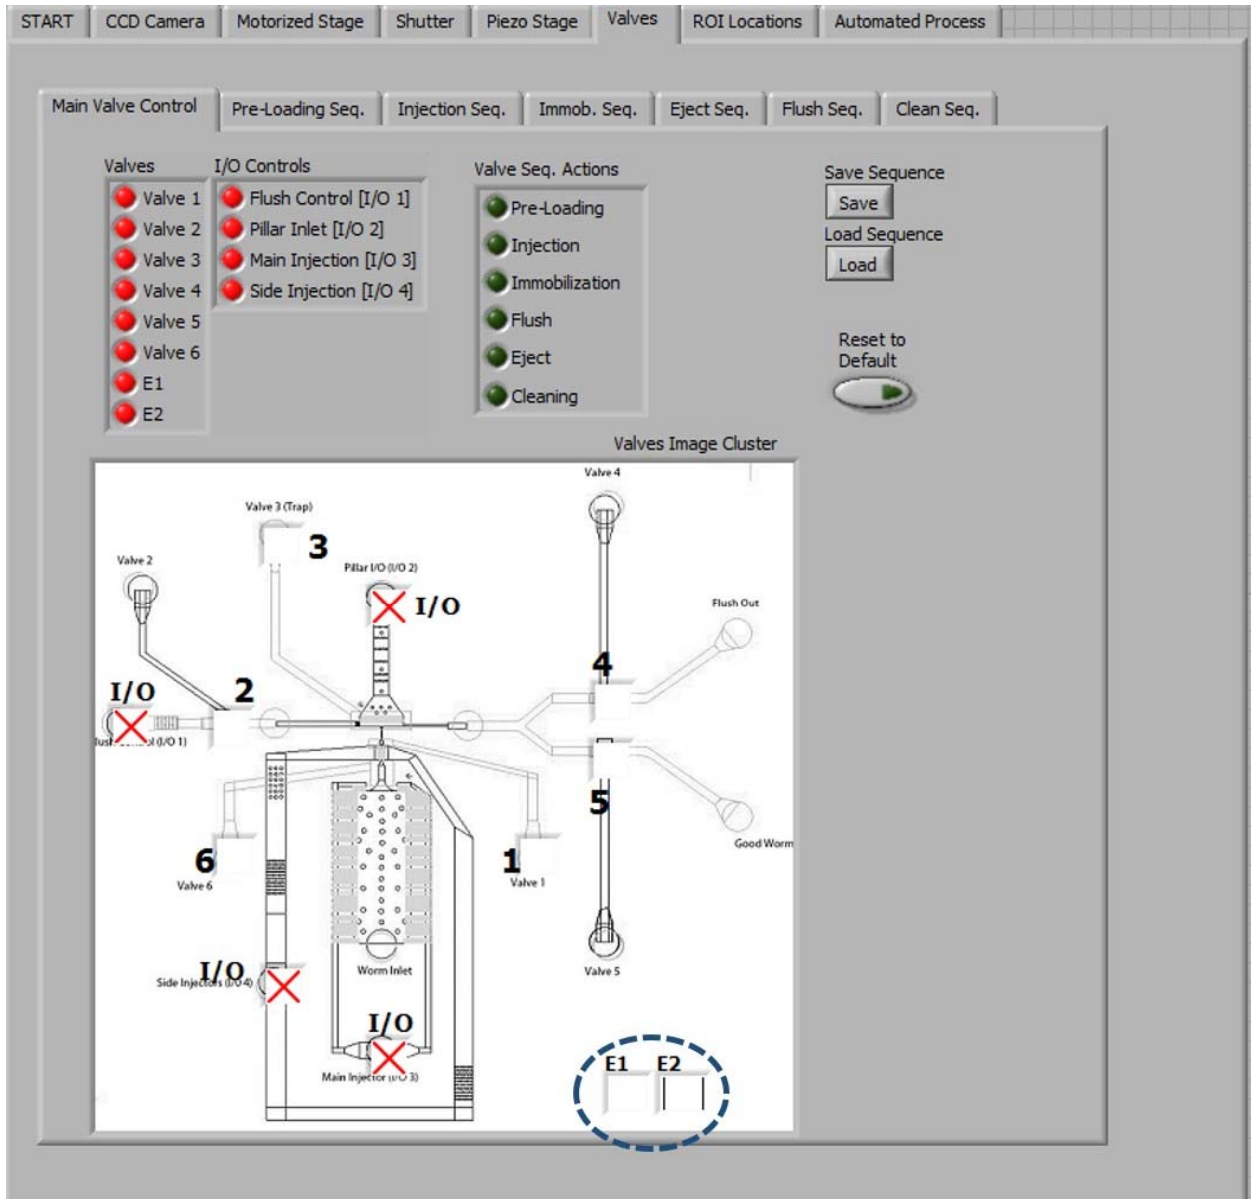 START CCD Camera Motorized Stage Shutter Piezo Stage Valves ROI Locations Automated Process
Main Valve Control Pre-Loading Seq. Injection Seq. Immob. Seq. Eject Seq. Flush Seq. Clean Seq.
Valves
Valve 1
Valve 2
Valve 3
Valve 4
Valve 5
Valve 6
E1
E2
I/O Controls
Flush Control [I/O 1]
Pillar Inlet [I/O 2]
Main Injection [I/O 3]
Side Injection [I/O 4]
Valve Seq. Actions
Pre-Loading
Injection
Immobilization
Flush
Eject
Cleaning
Save Sequence
Save
Load Sequence
Load
Reset to
Default
Valves Image Cluster
Valve 4
Valve 3 (Trap)
3
Valve 2
Pillar I/O (I/O 2)
I/O
Flush Out
4
I/O
2
(I/O 1)
5
Good Worm
6
Valve 6
1
Valve 1
I/O
Side Injectors (I/O 4)
Worm Inlet
Valve 5
I/O
Main Injector (I/O 3)
E1 E2